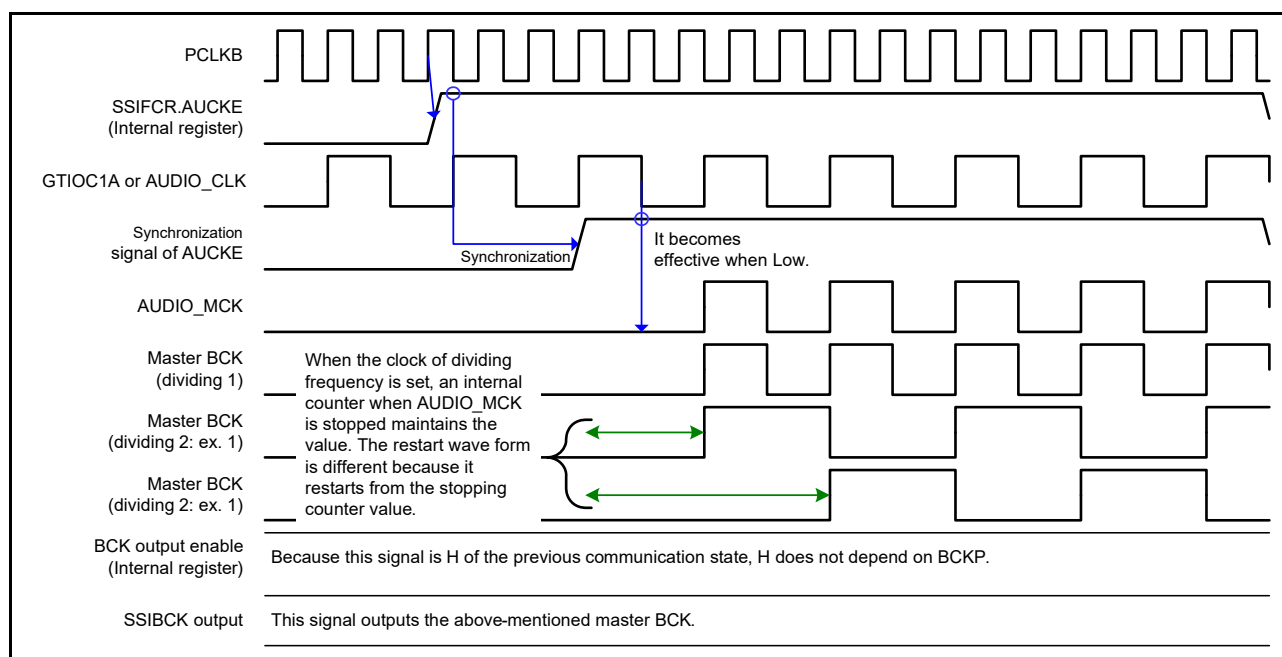 PCLKB
SSIFCR.AUCKE
(Internal register)
GTIOC1A or AUDIO_CLK
Synchronization
signal of AUCKE
Synchronization
It becomes
effective when Low.
AUDIO_MCK
Master BCK
(dividing 1)
When the clock of dividing
frequency is set, an internal
counter when AUDIO_MCK
is stopped maintains the
value. The restart wave form
is different because it
restarts from the stopping
counter value.
Master BCK
(dividing 2: ex. 1)
Master BCK
(dividing 2: ex. 1)
BCK output enable
(Internal register)
Because this signal is H of the previous communication state, H does not depend on BCKP.
SSIBCK output
This signal outputs the above-mentioned master BCK.